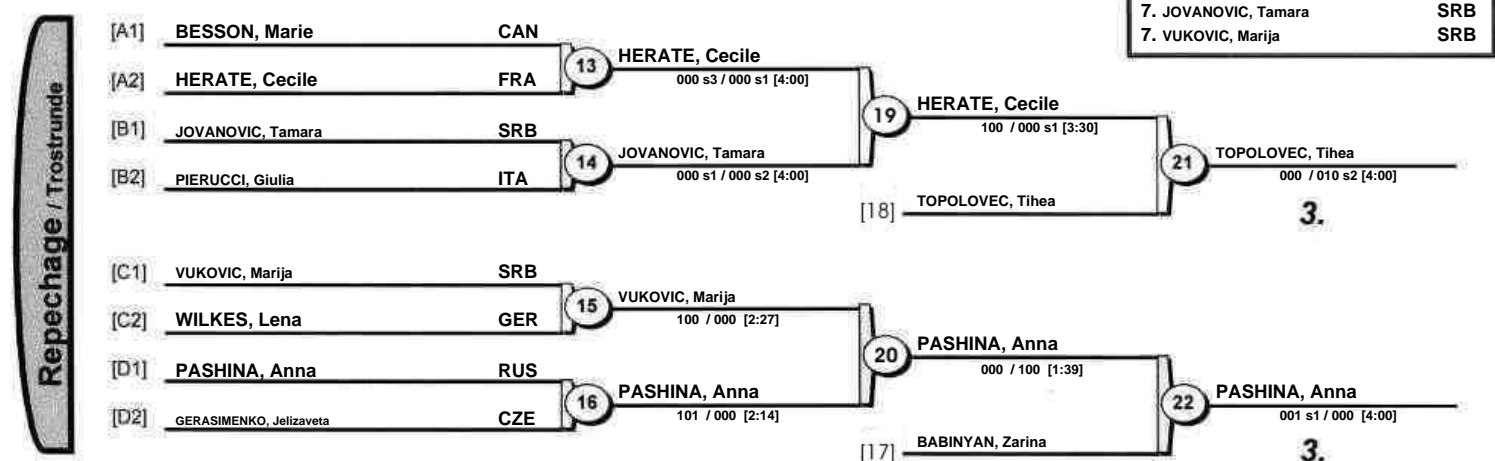 7. JOVANOVIC, Tamara SRB
7. VUKOVIC, Marija SRB
Repechage / Trostrunde
[A1] BESSON, Marie CAN
13 HERATE, Cecile
000 s3 / 000 s1 [4:00]
[A2] HERATE, Cecile FRA
19 HERATE, Cecile
100 / 000 s1 [3:30]
[B1] JOVANOVIC, Tamara SRB
14 JOVANOVIC, Tamara
000 s1 / 000 s2 [4:00]
[B2] PIERUCCI, Giulia ITA
21 TOPOLOVEC, Tihea
000 / 010 s2 [4:00]
[18] TOPOLOVEC, Tihea
3.
[C1] VUKOVIC, Marija SRB
15 VUKOVIC, Marija
100 / 000 [2:27]
[C2] WILKES, Lena GER
20 PASHINA, Anna
000 / 100 [1:39]
[D1] PASHINA, Anna RUS
16 PASHINA, Anna
101 / 000 [2:14]
[D2] GERASIMENKO, Jelizaveta CZE
22 PASHINA, Anna
001 s1 / 000 [4:00]
[17] BABINYAN, Zarina
3.